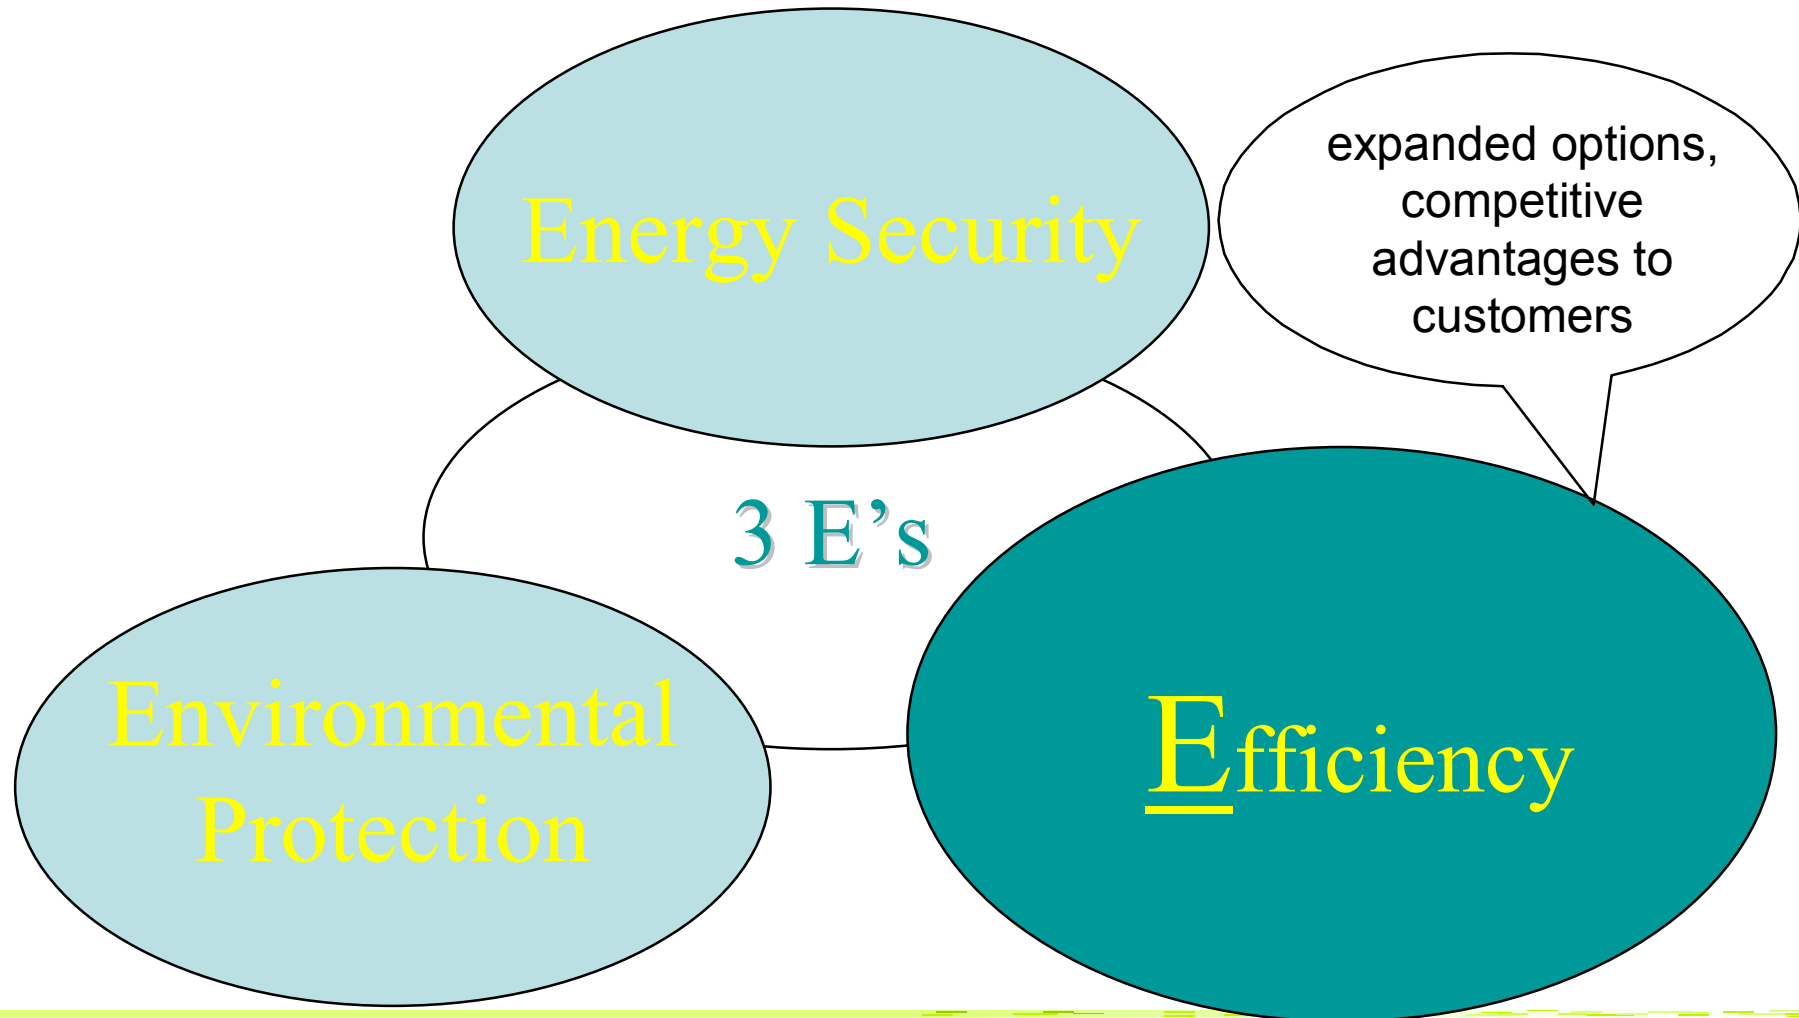 Energy Security
expanded options,
competitive
advantages to
customers
3 E’s
Environmental
Protection
Efficiency